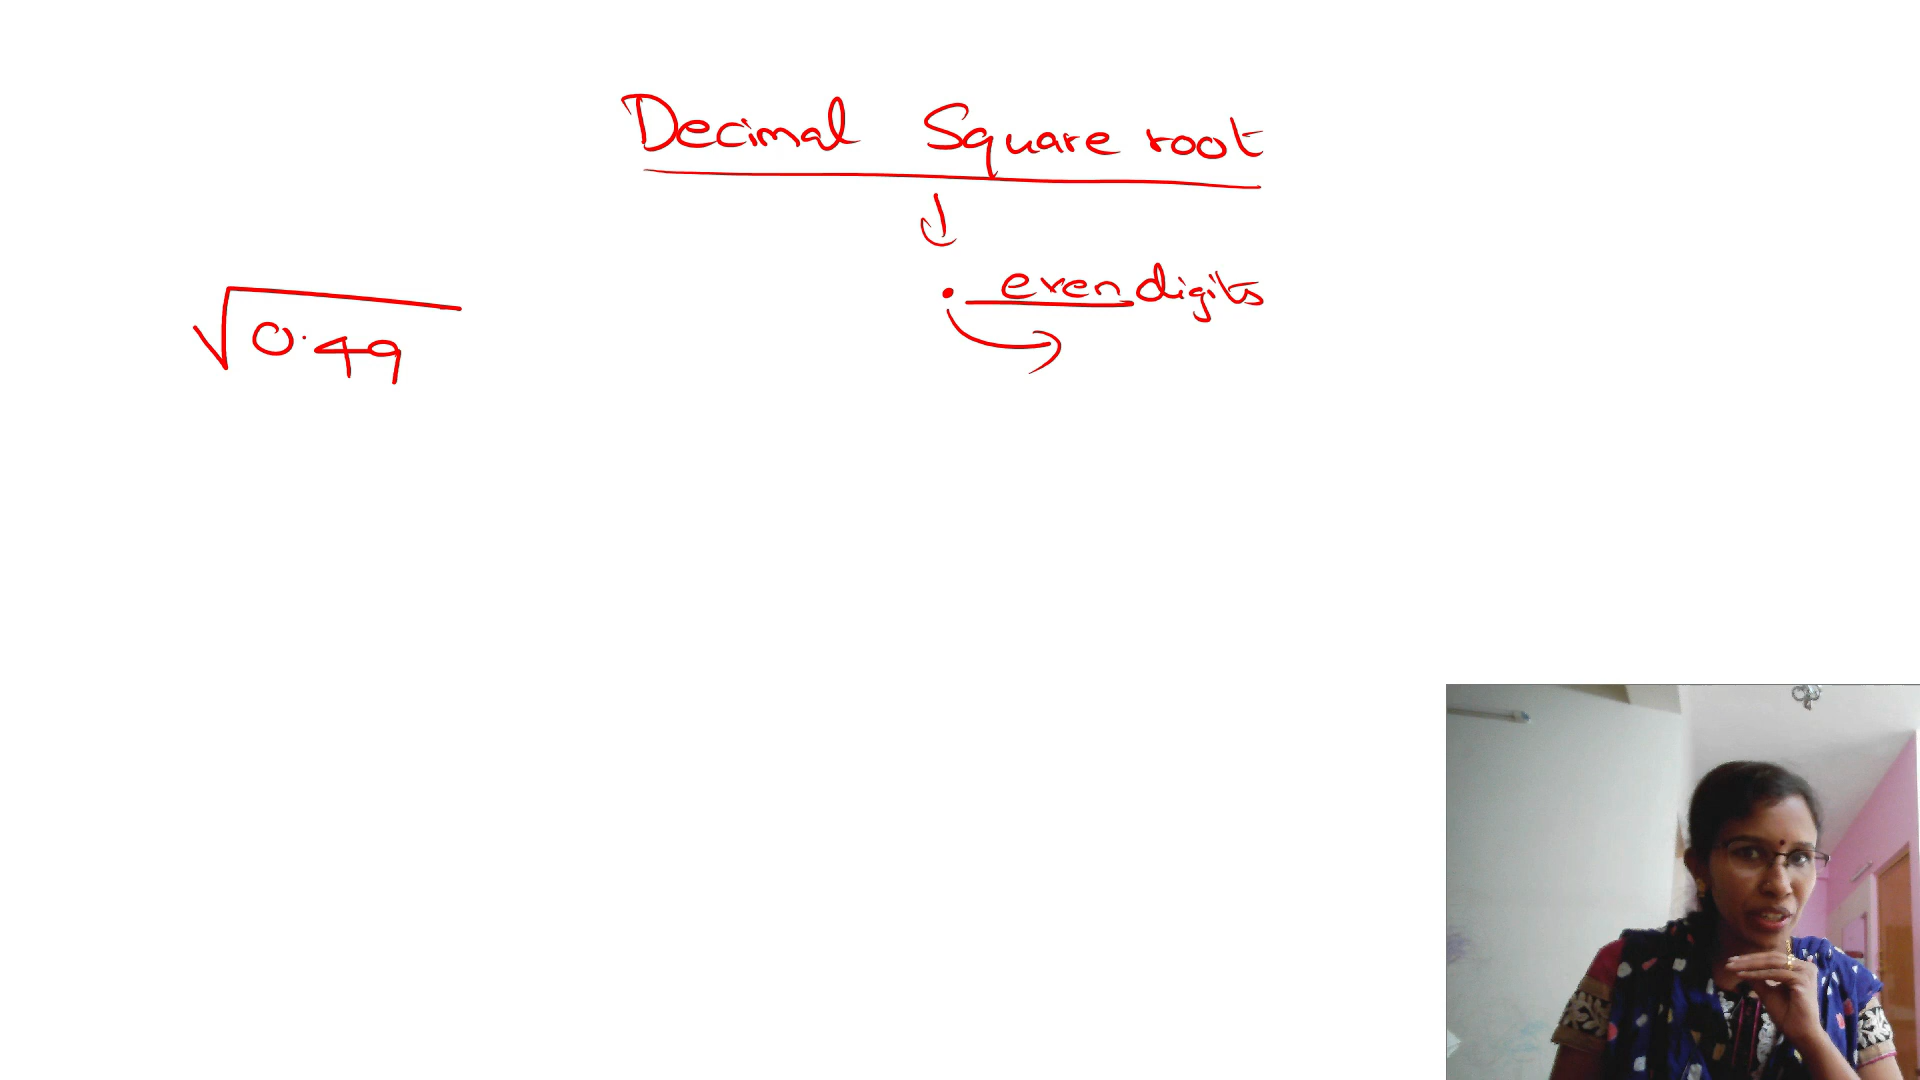 Decimal Square root
. even digits
√0.49